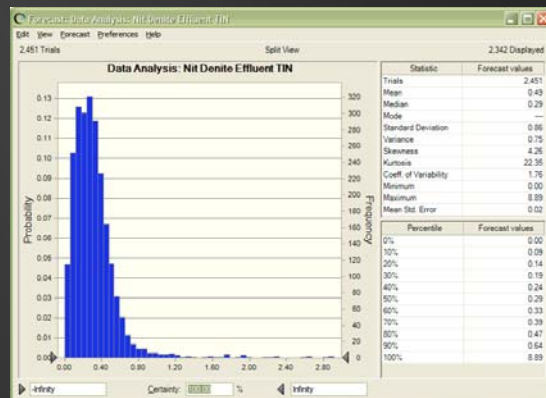 Forecast: Data Analysis: Nit Denite Effluent TIN
Edit View Forecast Preferences Help
2,451 Trials Split View 2,342 Displayed
Data Analysis: Nit Denite Effluent TIN
Probability
0.13
0.12
0.11
0.10
0.09
0.08
0.07
0.06
0.05
0.04
0.03
0.02
0.01
0.00
320
300
280
260
240
220
200
180
160
140
120
100
80
60
40
20
0
Frequency
0.00 0.40 0.80 1.20 1.60 2.00 2.40 2.80
Statistic Forecast values
Trials 2,451
Mean 0.49
Median 0.29
Mode ---
Standard Deviation 0.86
Variance 0.75
Skewness 4.26
Kurtosis 22.35
Coeff. of Variability 1.76
Minimum 0.00
Maximum 8.89
Mean Std. Error 0.02
Percentile Forecast values
0% 0.00
10% 0.09
20% 0.14
30% 0.19
40% 0.24
50% 0.29
60% 0.33
70% 0.39
80% 0.47
90% 0.64
100% 8.89
-Infinity Certainty: % Infinity